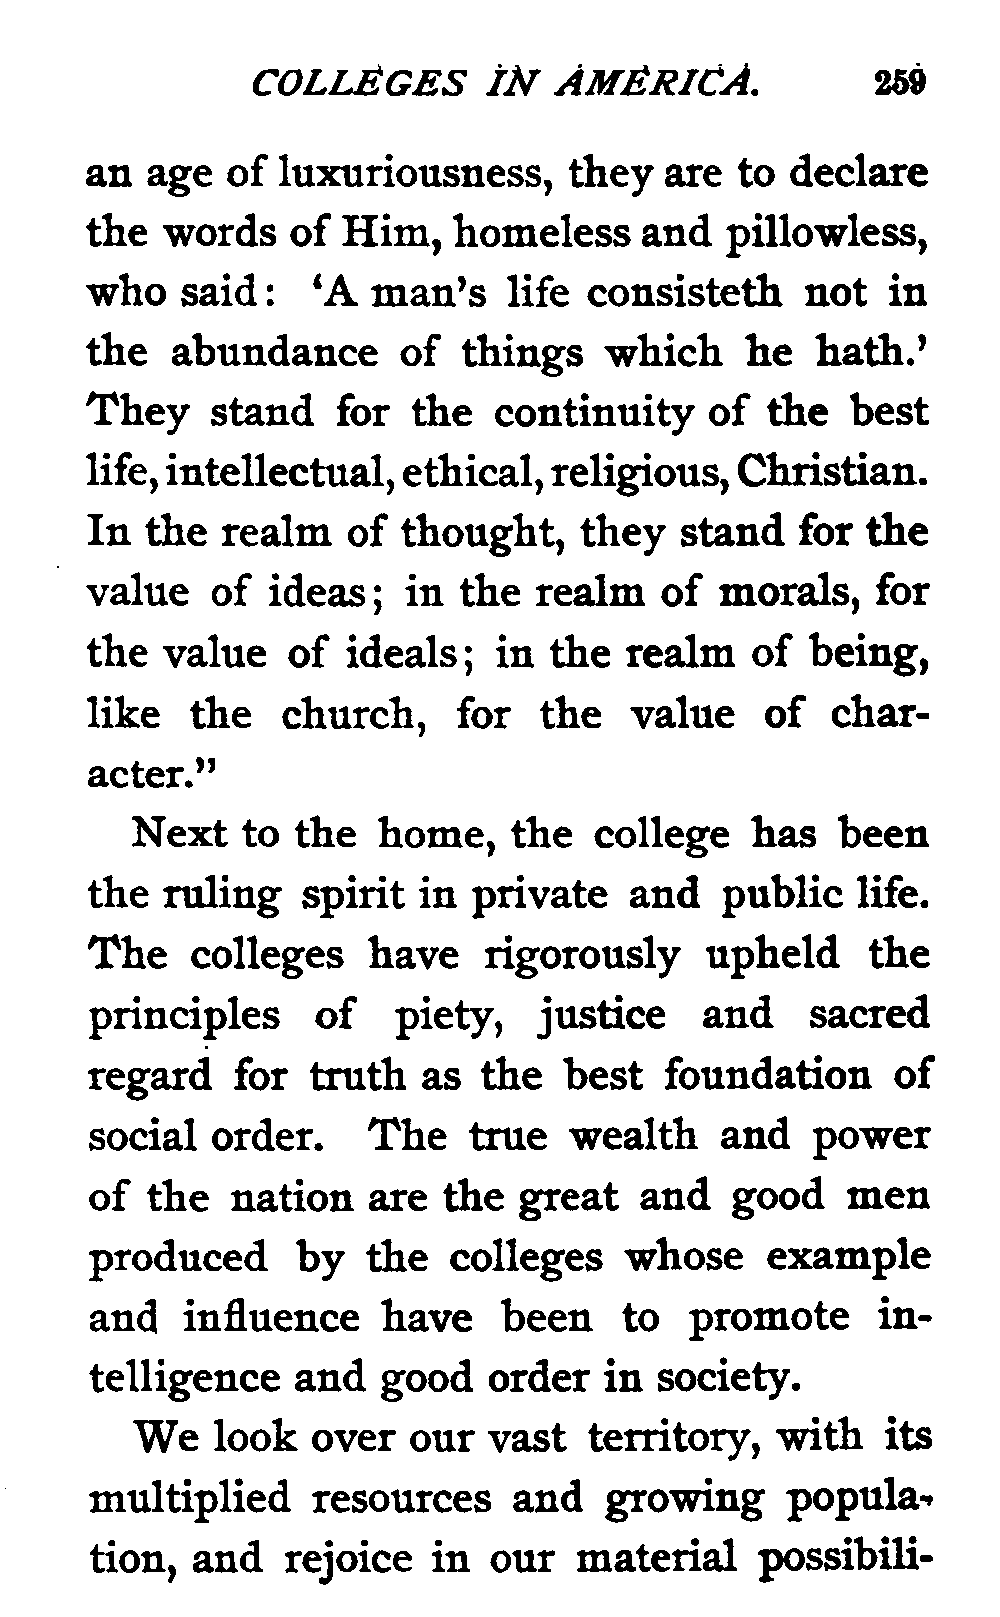 COLLEGES IN AMERICA. 259
an age of luxuriousness, they are to declare
the words of Him, homeless and pillowless,
who said: ‘A man’s life consisteth not in
the abundance of things which he hath.’
They stand for the continuity of the best
life, intellectual, ethical, religious, Christian.
In the realm of thought, they stand for the
value of ideas; in the realm of morals, for
the value of ideals; in the realm of being,
like the church, for the value of char-
acter.”
Next to the home, the college has been
the ruling spirit in private and public life.
The colleges have rigorously upheld the
principles of piety, justice and sacred
regard for truth as the best foundation of
social order. The true wealth and power
of the nation are the great and good men
produced by the colleges whose example
and influence have been to promote in-
telligence and good order in society.
We look over our vast territory, with its
multiplied resources and growing popula-
tion, and rejoice in our material possibili-